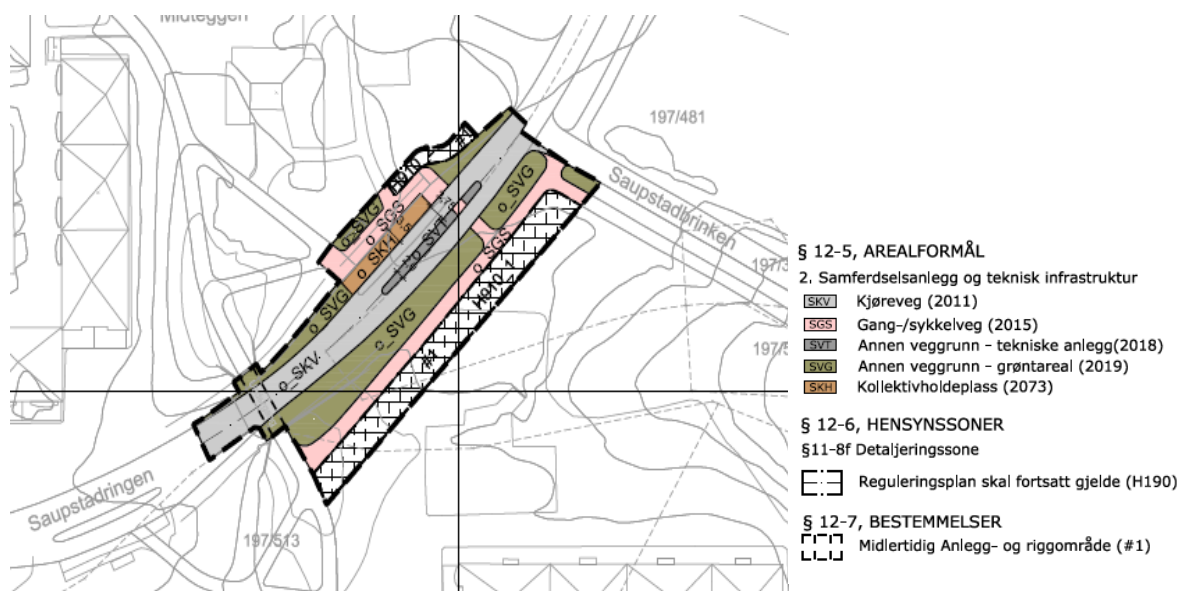 Midteggen
197/481
Saupstadbrinken
197/3
197/5
Saupstadringen
197/513
o_SVG
o_SGS
o_SKH
o_SVT
o_SVG
o_SVG
o_SGS
o_SVG
o_SKV
H910_1
#1
§ 12-5, AREALFORMÅL
2. Samferdselsanlegg og teknisk infrastruktur
SKV Kjøreveg (2011)
SGS Gang-/sykkelveg (2015)
SVT Annen veggrunn - tekniske anlegg(2018)
SVG Annen veggrunn - grøntareal (2019)
SKH Kollektivholdeplass (2073)
§ 12-6, HENSYNSSONER
§11-8f Detaljeringssone
Reguleringsplan skal fortsatt gjelde (H190)
§ 12-7, BESTEMMELSER
Midlertidig Anlegg- og riggområde (#1)